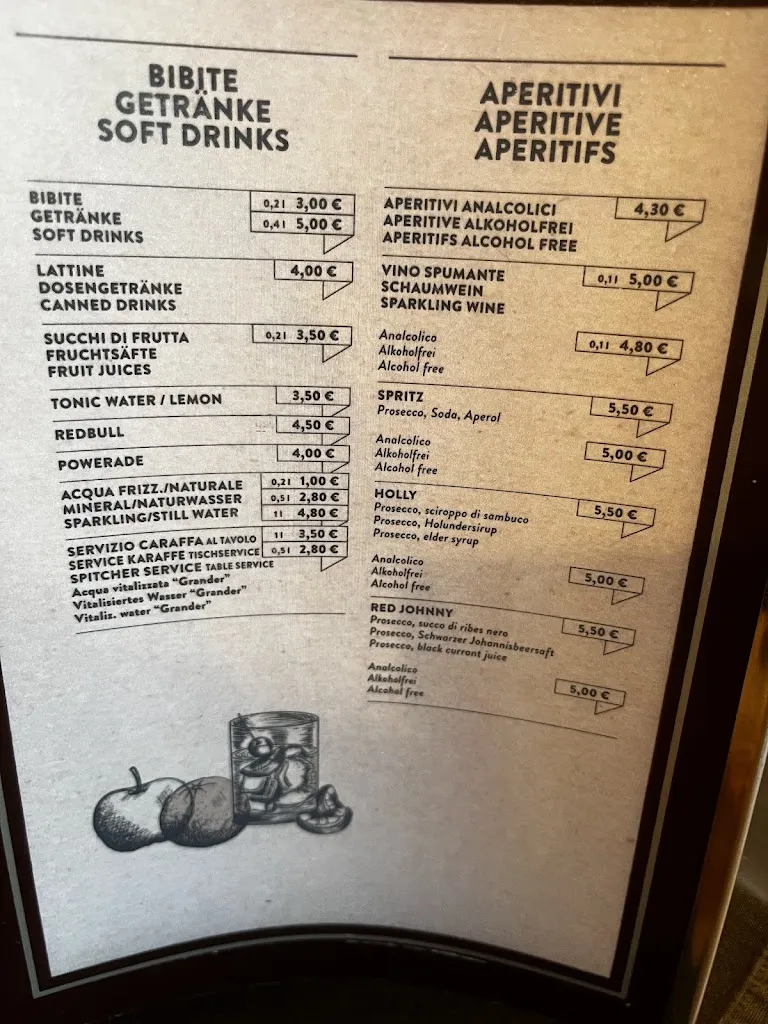 BIBITE
GETRÄNKE
SOFT DRINKS
BIBITE
GETRÄNKE
SOFT DRINKS
0,2l 3,00 €
0,4l 5,00 €
LATTINE
DOSENGETRÄNKE
CANNED DRINKS
4,00 €
SUCCHI DI FRUTTA
FRUCHTSÄFTE
FRUIT JUICES
0,2l 3,50 €
TONIC WATER / LEMON 3,50 €
REDBULL 4,50 €
POWERADE 4,00 €
ACQUA FRIZZ./NATURALE 0,2l 1,00 €
MINERAL/NATURWASSER 0,5l 2,80 €
SPARKLING/STILL WATER 1l 4,80 €
SERVIZIO CARAFFA AL TAVOLO 1l 3,50 €
SERVICE KARAFFE TISCHSERVICE 0,5l 2,80 €
SPITCHER SERVICE TABLE SERVICE
Acqua vitalizzata "Grander"
Vitalisiertes Wasser "Grander"
Vitaliz. water "Grander"
APERITIVI
APERITIVE
APERITIFS
APERITIVI ANALCOLICI
APERITIVE ALKOHOLFREI
APERITIFS ALCOHOL FREE
4,30 €
VINO SPUMANTE
SCHAUMWEIN
SPARKLING WINE
0,1l 5,00 €
Analcolico
Alkoholfrei
Alcohol free
0,1l 4,80 €
SPRITZ
Prosecco, Soda, Aperol
5,50 €
Analcolico
Alkoholfrei
Alcohol free
5,00 €
HOLLY
Prosecco, sciroppo di sambuco
Prosecco, Holundersirup
Prosecco, elder syrup
5,50 €
Analcolico
Alkoholfrei
Alcohol free
5,00 €
RED JOHNNY
Prosecco, succo di ribes nero
Prosecco, Schwarzer Johannisbeersaft
Prosecco, black currant juice
5,50 €
Analcolico
Alkoholfrei
Alcohol free
5,00 €